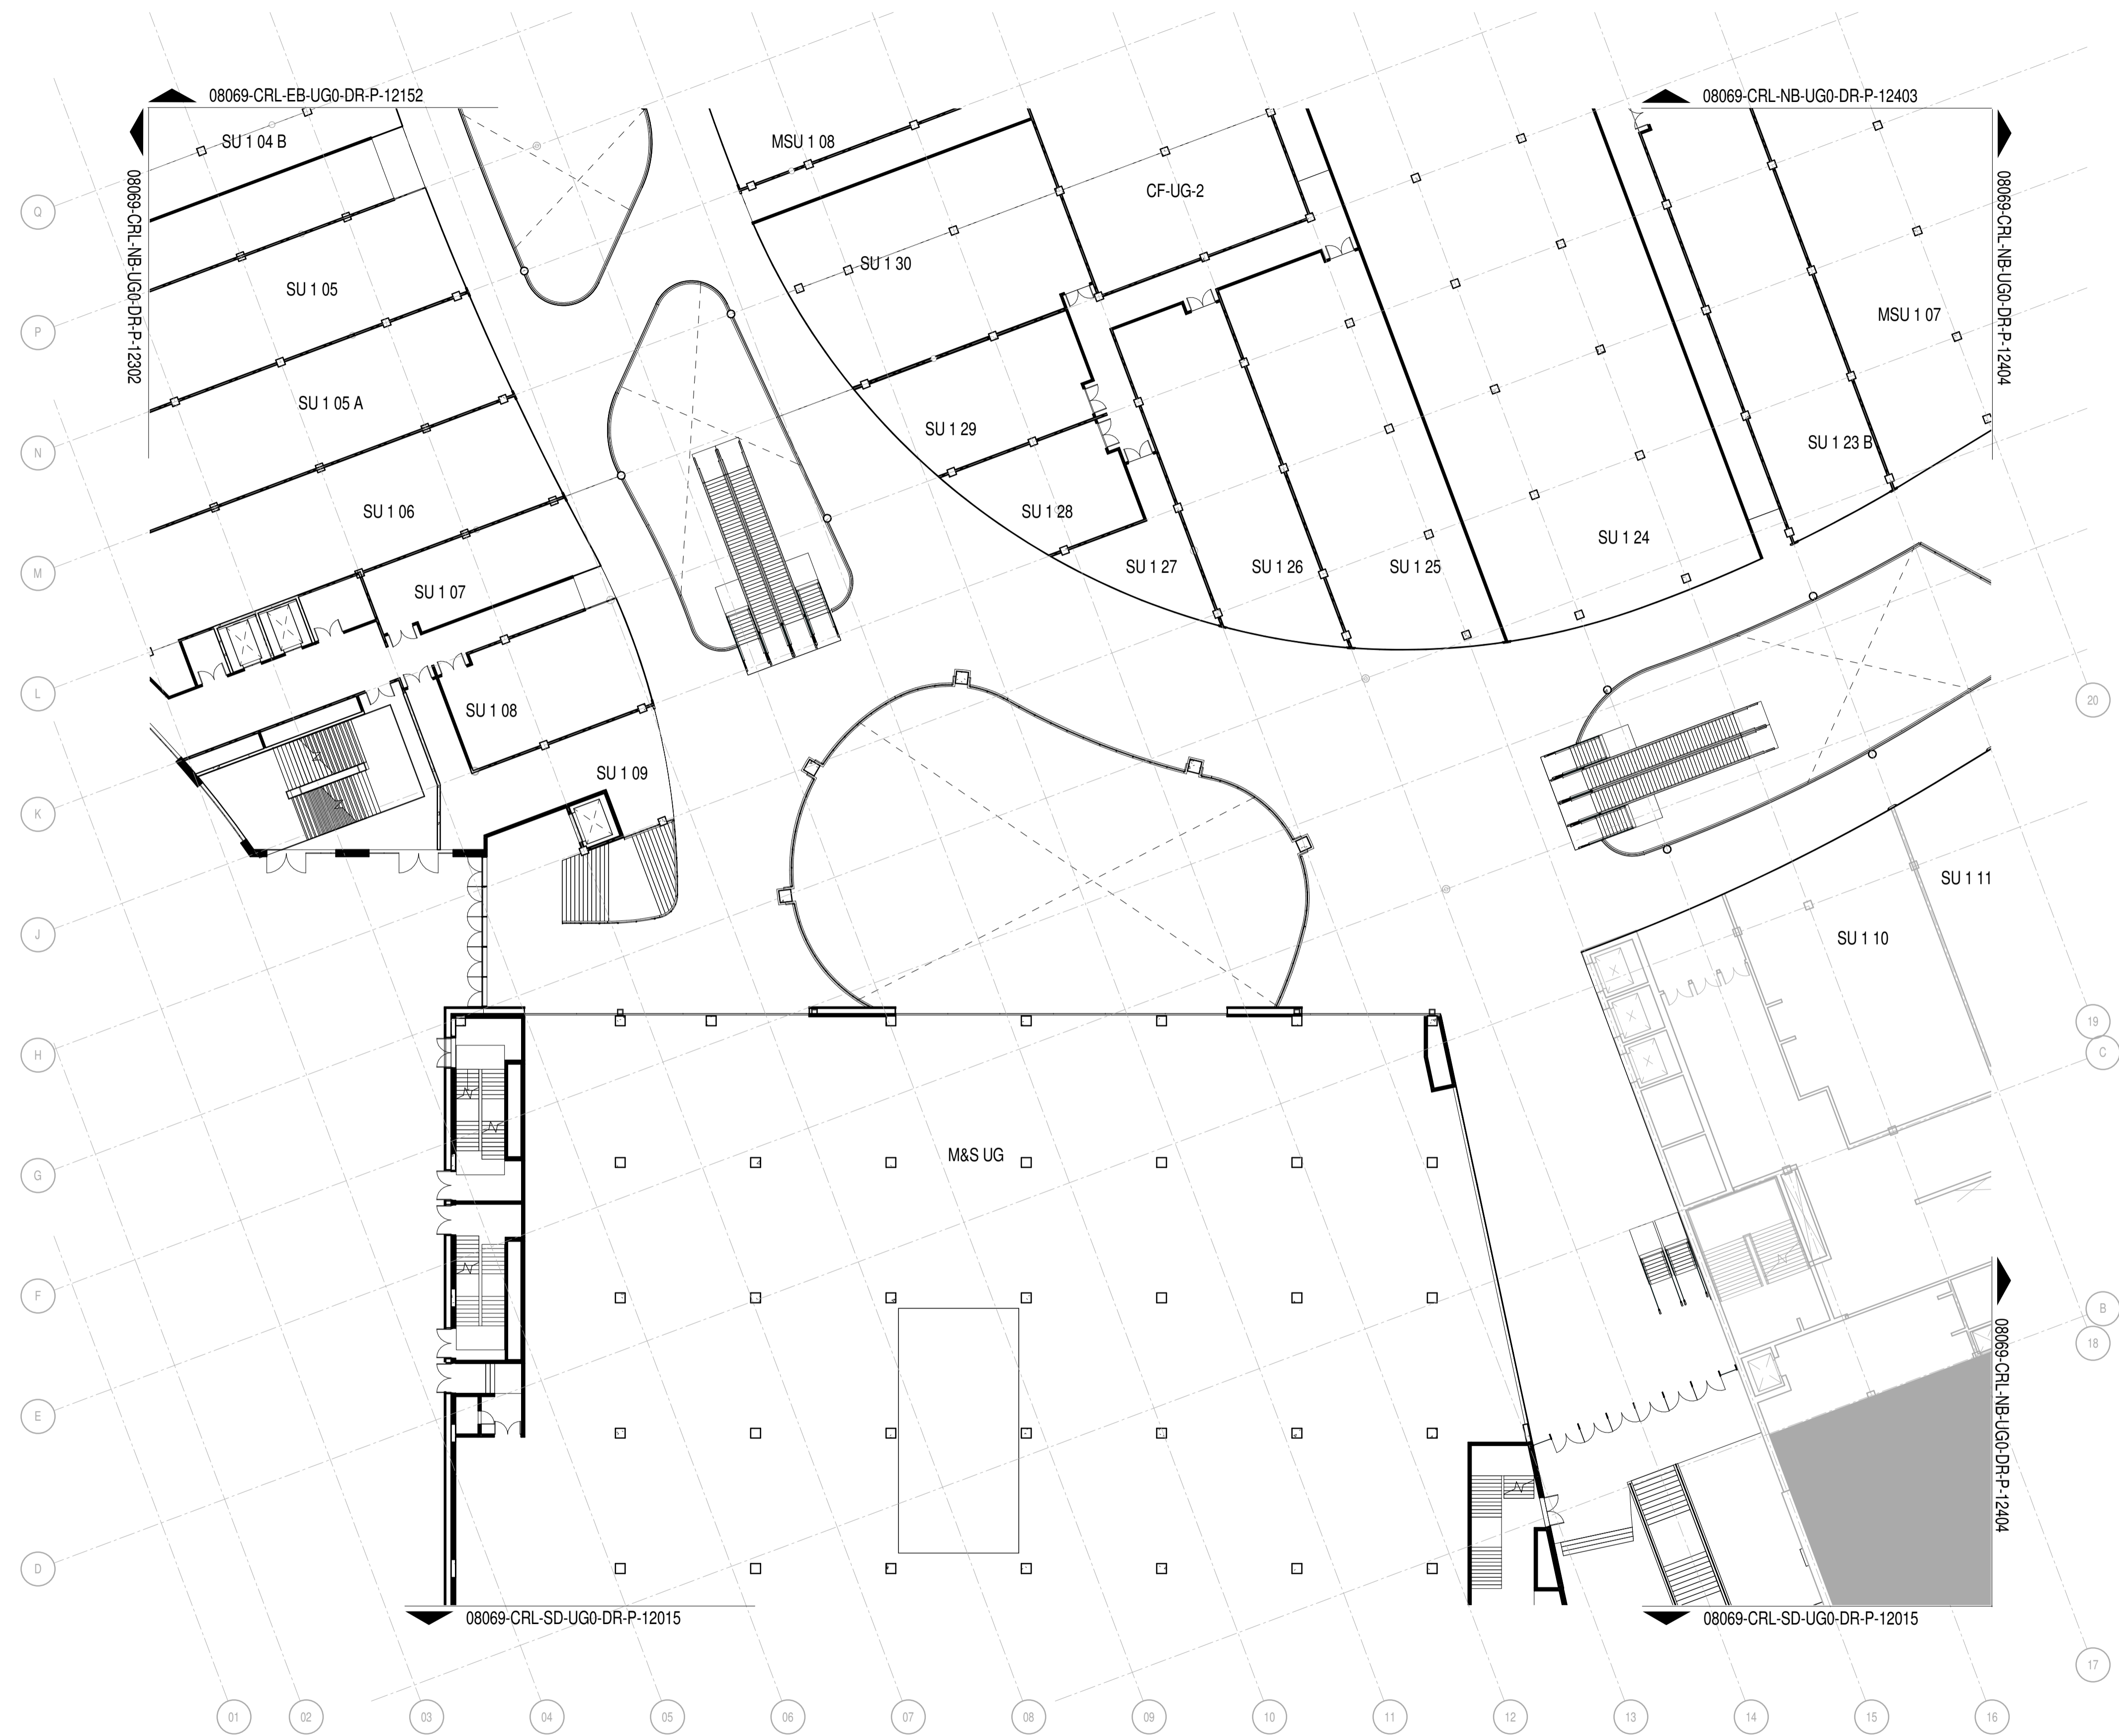 08069-CRL-EB-UG0-DR-P-12152
08069-CRL-NB-UG0-DR-P-12403
08069-CRL-NB-UG0-DR-P-12302
08069-CRL-NB-UG0-DR-P-12404
SU 1 04 B
MSU 1 08
CF-UG-2
Q
SU 1 30
SU 1 05
MSU 1 07
P
SU 1 05 A
SU 1 29
SU 1 23 B
N
SU 1 06
SU 1 28
SU 1 24
M
SU 1 07
SU 1 27
SU 1 26
SU 1 25
L
SU 1 08
20
SU 1 09
K
SU 1 11
J
SU 1 10
19
H
C
M&S UG
G
F
B
18
08069-CRL-NB-UG0-DR-P-12404
E
D
08069-CRL-SD-UG0-DR-P-12015
08069-CRL-SD-UG0-DR-P-12015
17
01
02
03
04
05
06
07
08
09
10
11
12
13
14
15
16